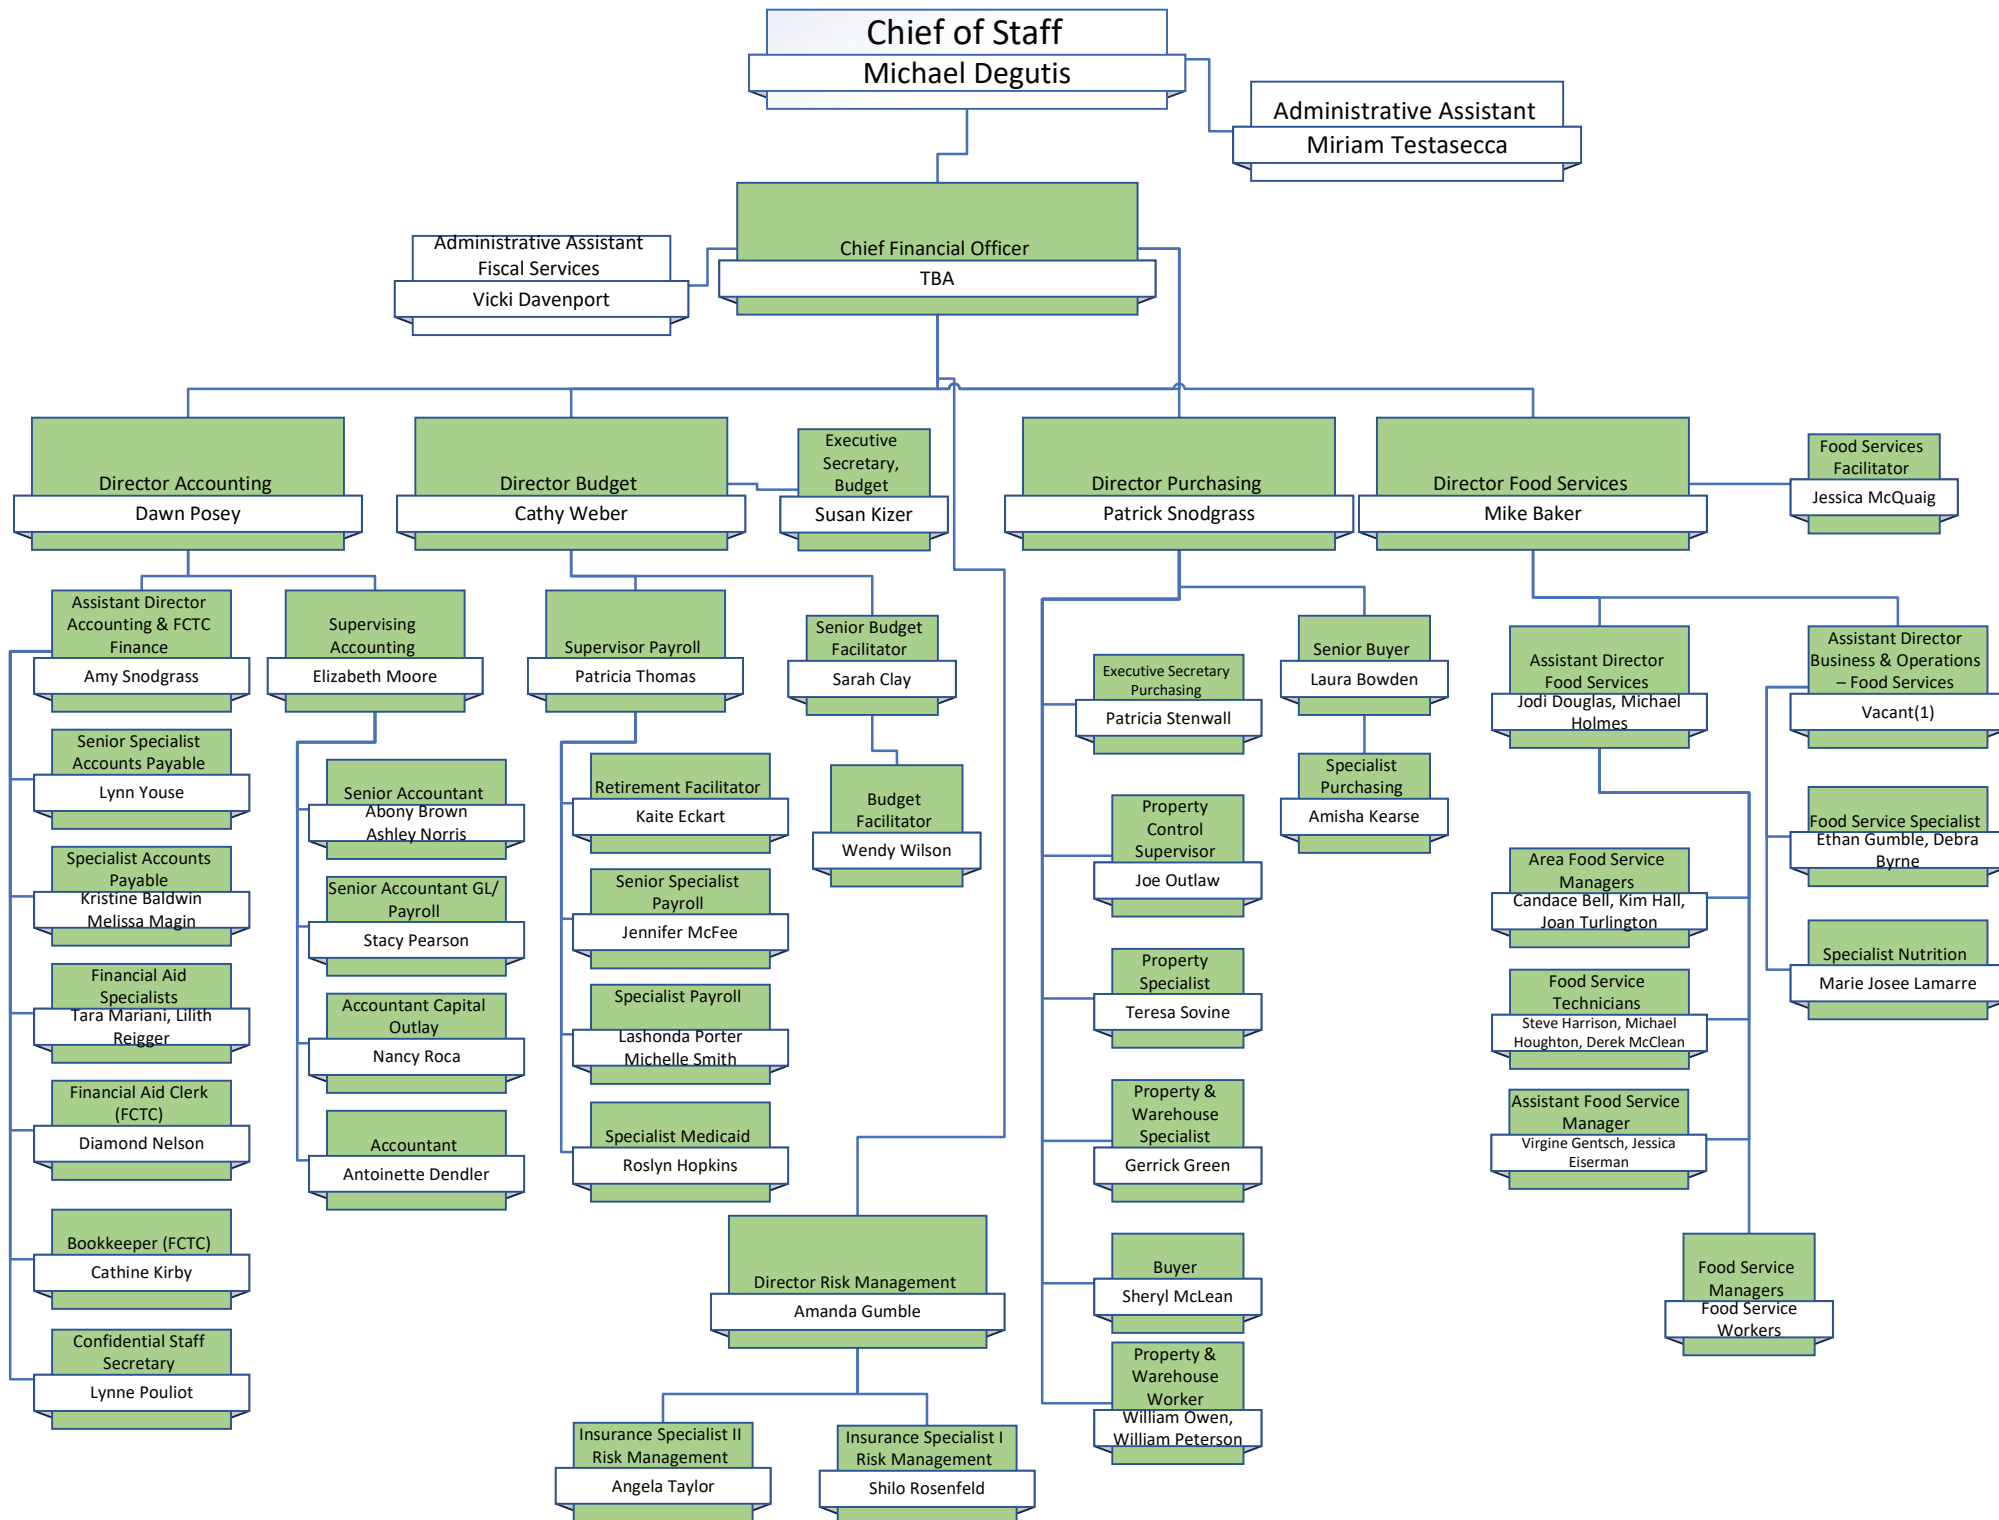 Chief of Staff
Michael Degutis
Administrative Assistant
Miriam Testasecca
Chief Financial Officer
TBA
Administrative Assistant
Fiscal Services
Vicki Davenport
Director Accounting
Dawn Posey
Director Budget
Cathy Weber
Executive
Secretary,
Budget
Susan Kizer
Director Purchasing
Patrick Snodgrass
Director Food Services
Mike Baker
Food Services
Facilitator
Jessica McQuaig
Assistant Director
Accounting & FCTC
Finance
Amy Snodgrass
Senior Specialist
Accounts Payable
Lynn Youse
Specialist Accounts
Payable
Kristine Baldwin
Melissa Magin
Financial Aid
Specialists
Tara Mariani, Lilith
Reigger
Financial Aid Clerk
(FCTC)
Diamond Nelson
Bookkeeper (FCTC)
Cathine Kirby
Confidential Staff
Secretary
Lynne Pouliot
Supervising
Accounting
Elizabeth Moore
Senior Accountant
Abony Brown
Ashley Norris
Senior Accountant GL/
Payroll
Stacy Pearson
Accountant Capital
Outlay
Nancy Roca
Accountant
Antoinette Dendler
Supervisor Payroll
Patricia Thomas
Retirement Facilitator
Kaite Eckart
Senior Specialist
Payroll
Jennifer McFee
Specialist Payroll
Lashonda Porter
Michelle Smith
Specialist Medicaid
Roslyn Hopkins
Senior Budget
Facilitator
Sarah Clay
Budget
Facilitator
Wendy Wilson
Director Risk Management
Amanda Gumble
Insurance Specialist II
Risk Management
Angela Taylor
Insurance Specialist I
Risk Management
Shilo Rosenfeld
Executive Secretary
Purchasing
Patricia Stenwall
Property
Control
Supervisor
Joe Outlaw
Property
Specialist
Teresa Sovine
Property &
Warehouse
Specialist
Gerrick Green
Buyer
Sheryl McLean
Property &
Warehouse
Worker
William Owen,
William Peterson
Senior Buyer
Laura Bowden
Specialist
Purchasing
Amisha Kearse
Assistant Director
Food Services
Jodi Douglas, Michael
Holmes
Area Food Service
Managers
Candace Bell, Kim Hall,
Joan Turlington
Food Service
Technicians
Steve Harrison, Michael
Houghton, Derek McClean
Assistant Food Service
Manager
Virgine Gentsch, Jessica
Eiserman
Food Service
Managers
Food Service
Workers
Assistant Director
Business & Operations
– Food Services
Vacant(1)
Food Service Specialist
Ethan Gumble, Debra
Byrne
Specialist Nutrition
Marie Josee Lamarre